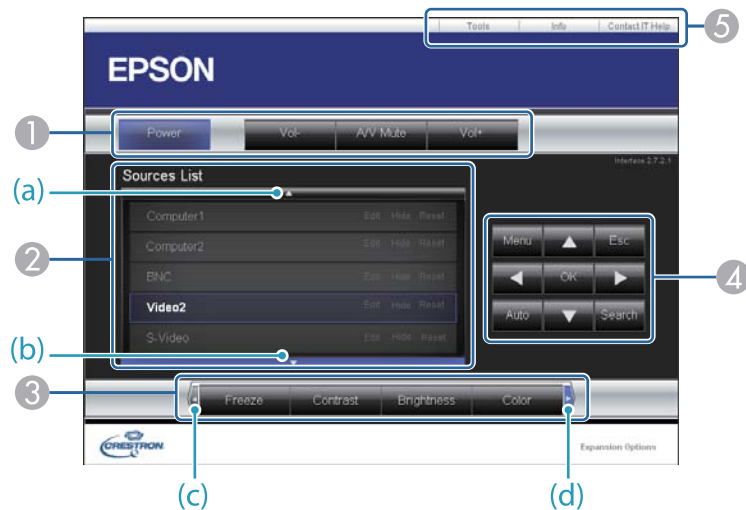 Tools Info Contact IT Help 5
EPSON
1 Power Vol- A/V Mute Vol+
Interface 2.7.2.1
Sources List
(a)
Computer1 Edit Hide Reset
Computer2 Edit Hide Reset
Menu Esc
2 BNC Edit Hide Reset
OK 4
Video2 Edit Hide Reset
Auto Search
S-Video Edit Hide Reset
(b)
3 Freeze Contrast Brightness Color
CRESTRON Expansion Options
(c) (d)